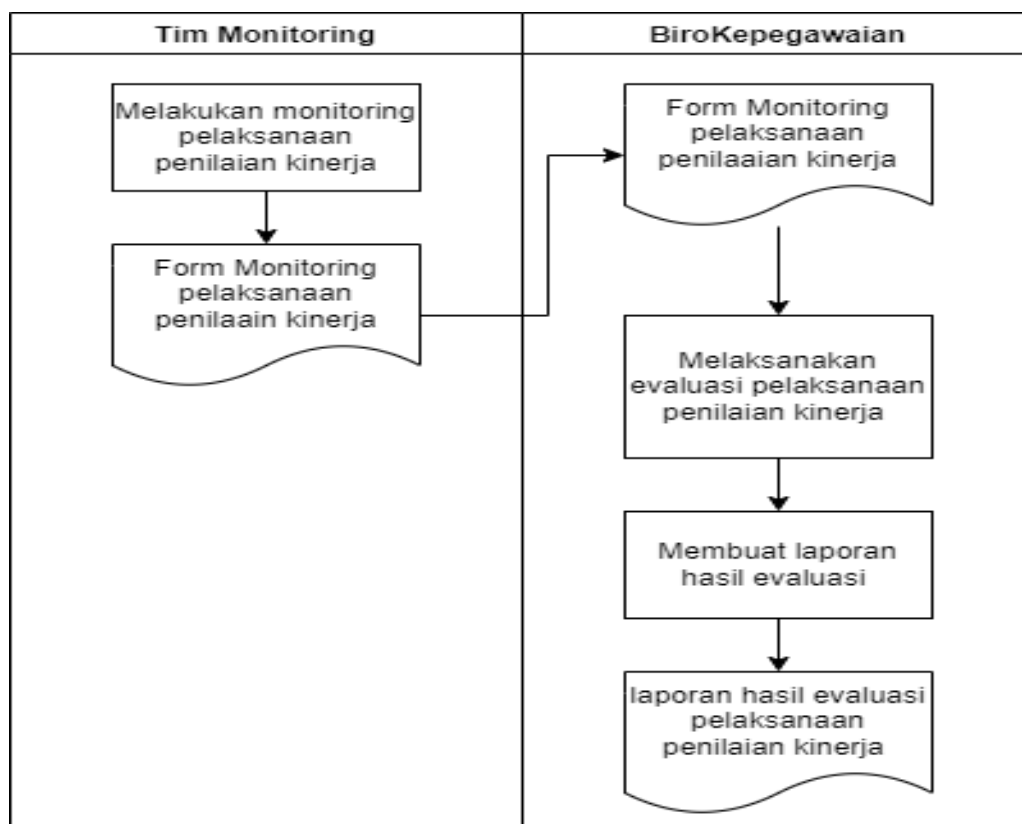 Tim Monitoring
BiroKepegawaian
Melakukan monitoring
pelaksanaan
penilaian kinerja
Form Monitoring
pelaksanaan
penilaain kinerja
Form Monitoring
pelaksanaan
penilaaian kinerja
Melaksanakan
evaluasi pelaksanaan
penilaian kinerja
Membuat laporan
hasil evaluasi
laporan hasil evaluasi
pelaksanaan
penilaian kinerja